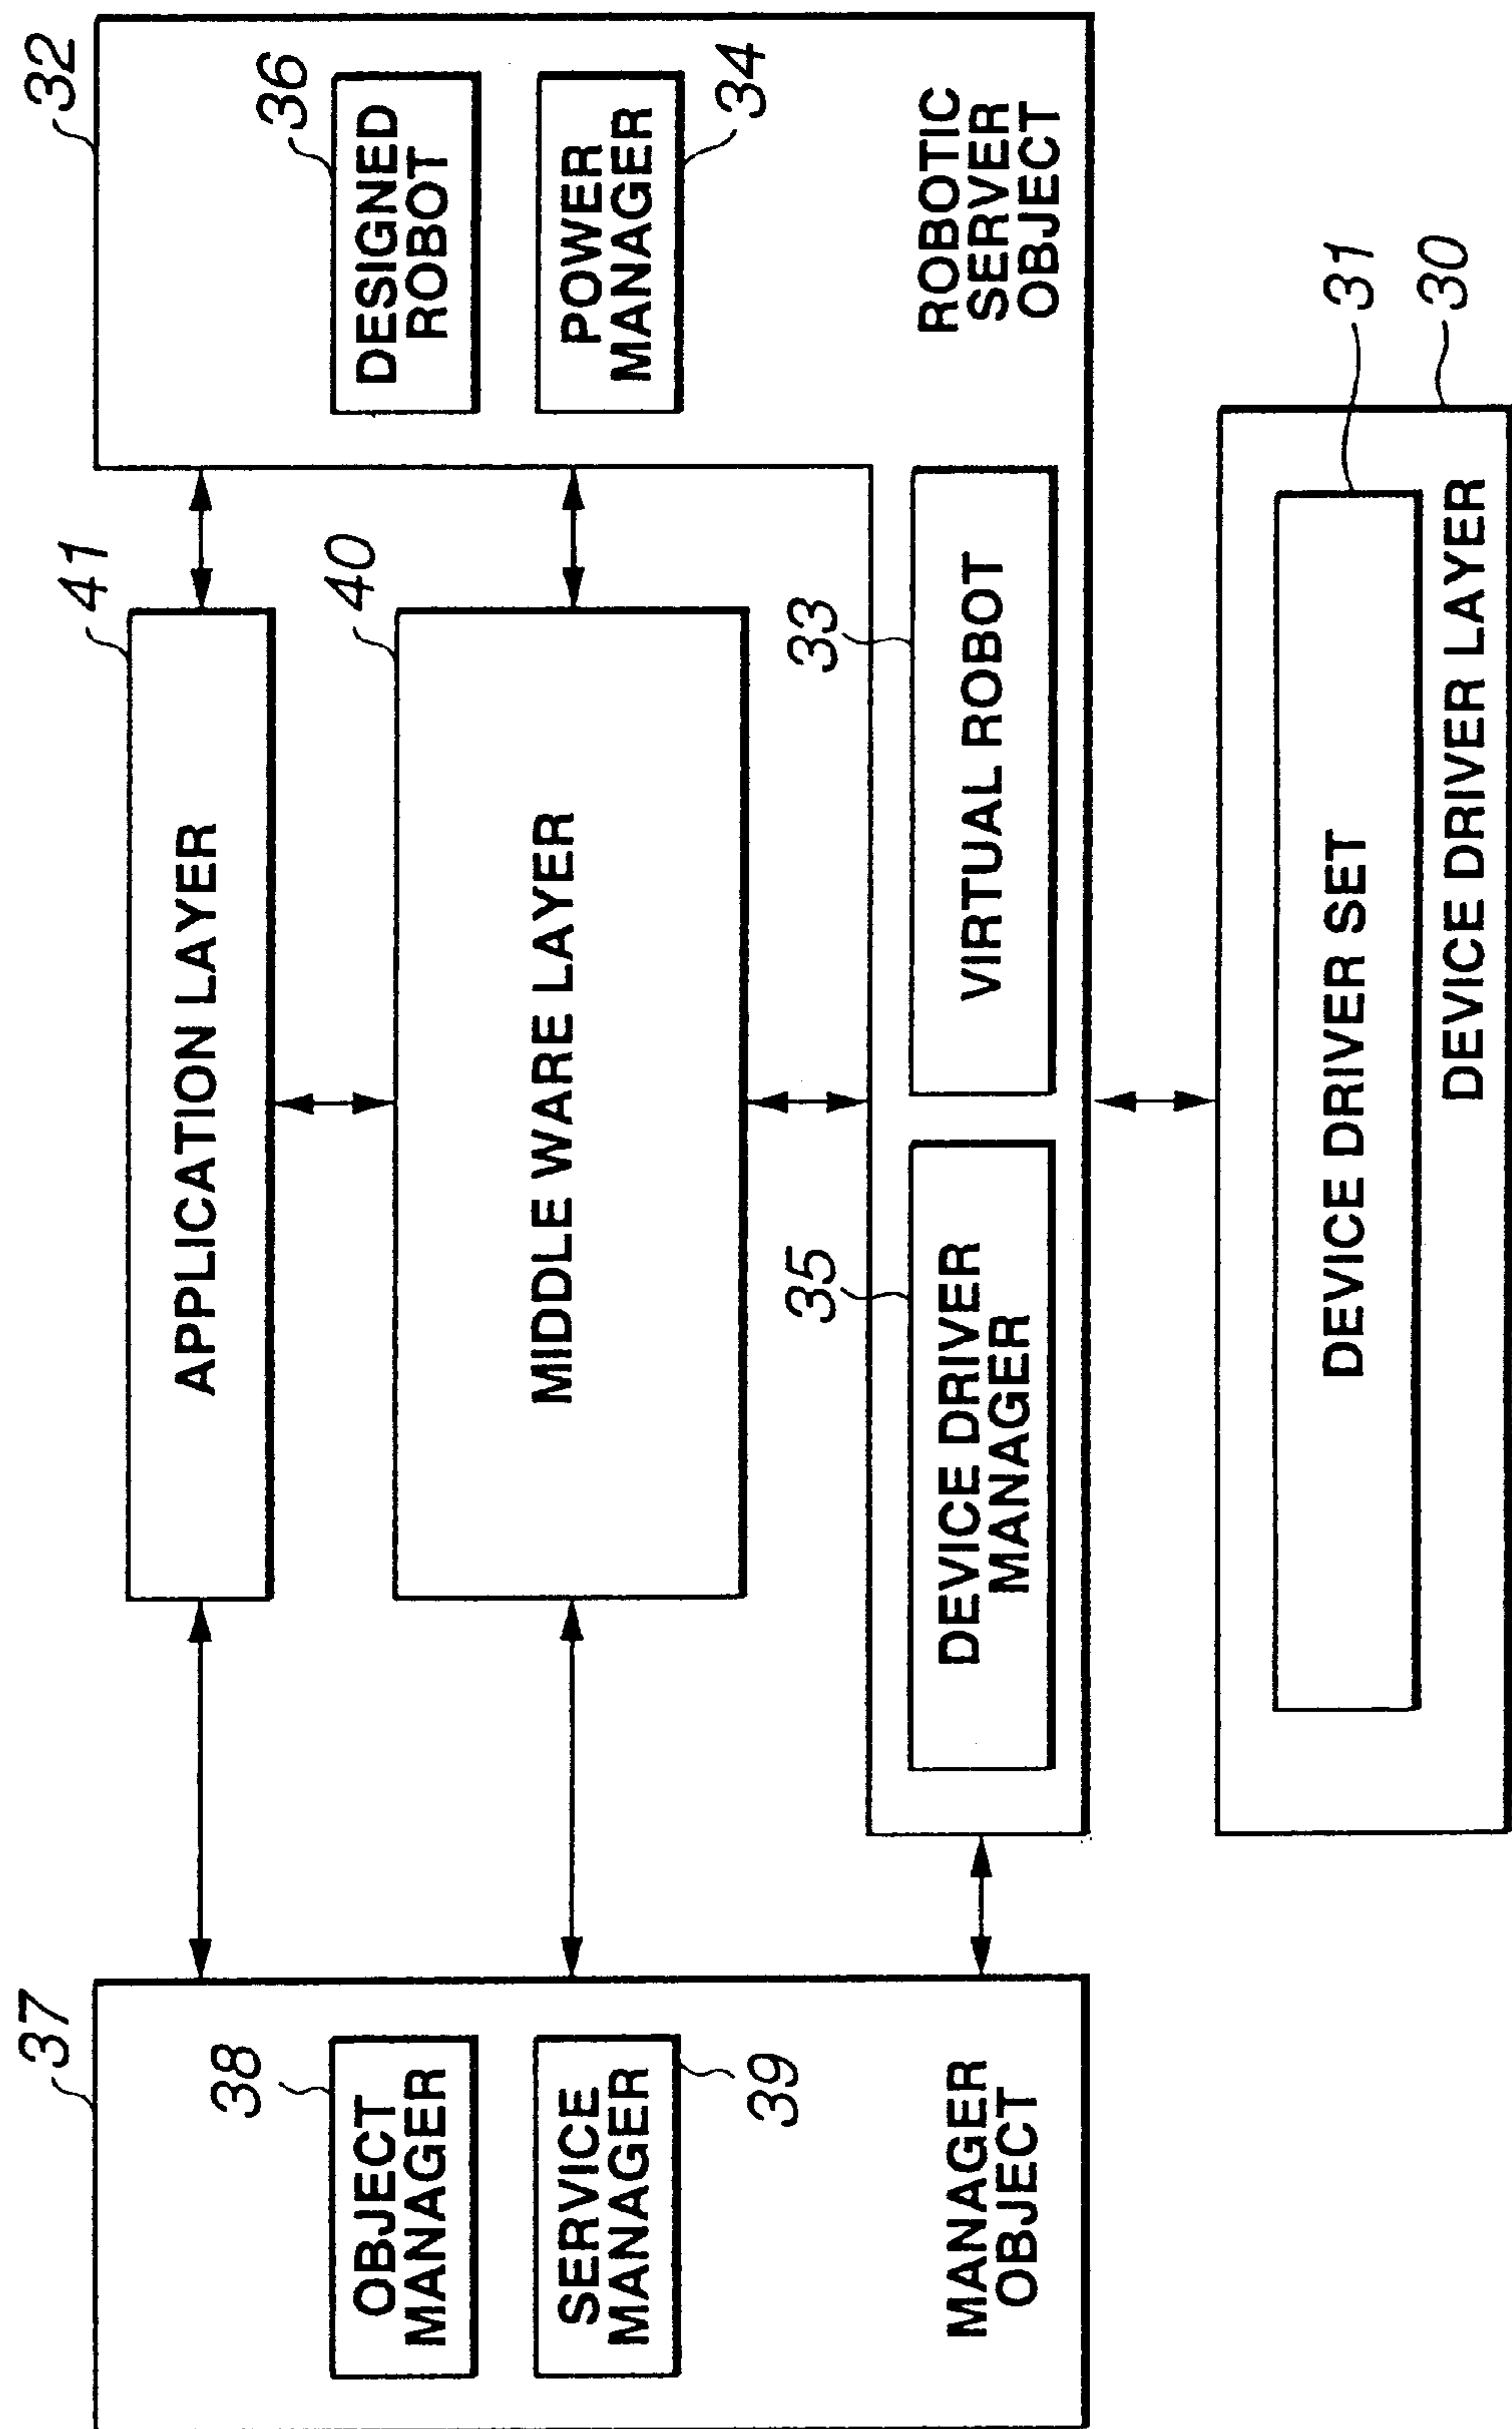 37
38
OBJECT
MANAGER
SERVICE
MANAGER
39
MANAGER
OBJECT
41
APPLICATION LAYER
40
MIDDLE WARE LAYER
32
36
DESIGNED
ROBOT
POWER
MANAGER
34
ROBOTIC
SERVER
OBJECT
35
DEVICE DRIVER
MANAGER
33
VIRTUAL ROBOT
DEVICE DRIVER SET
31
DEVICE DRIVER LAYER
30